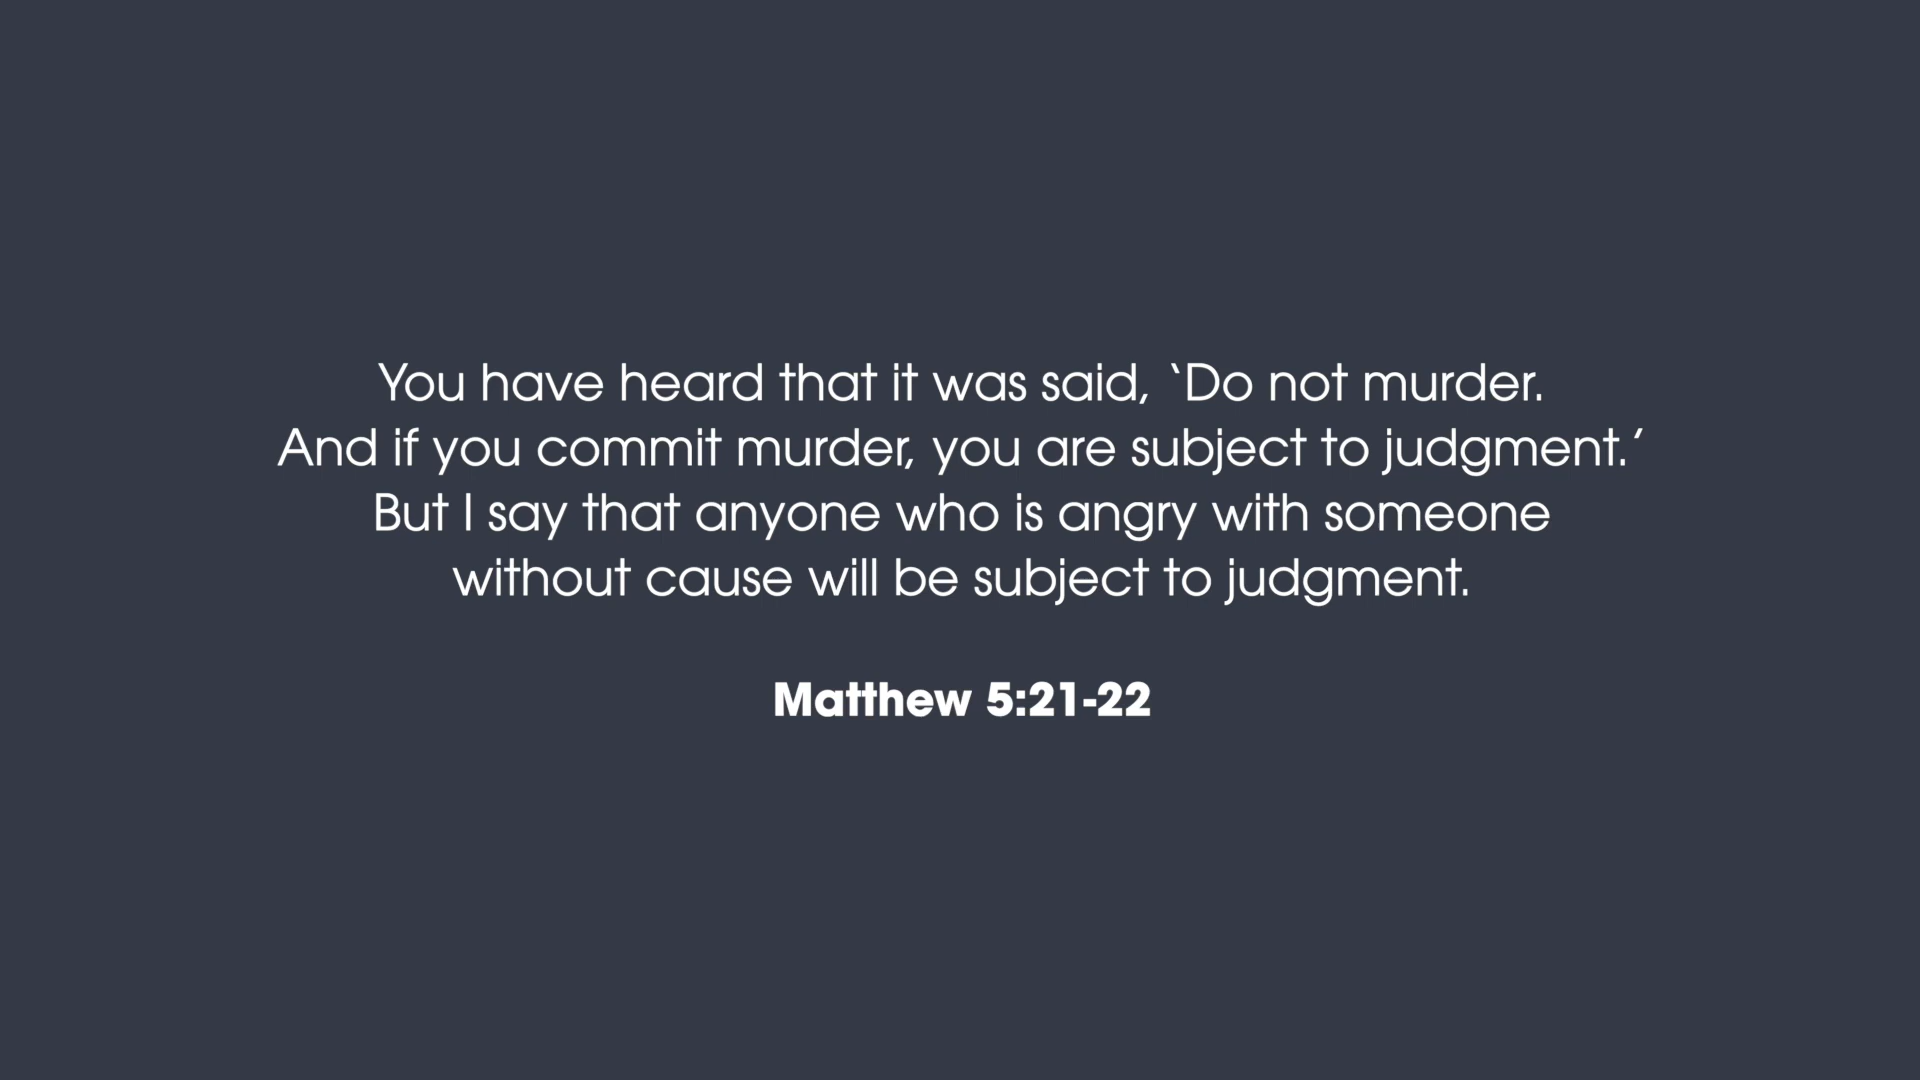 You have heard that it was said, ‘Do not murder.
And if you commit murder, you are subject to judgment.’
But I say that anyone who is angry with someone
without cause will be subject to judgment.
Matthew 5:21-22